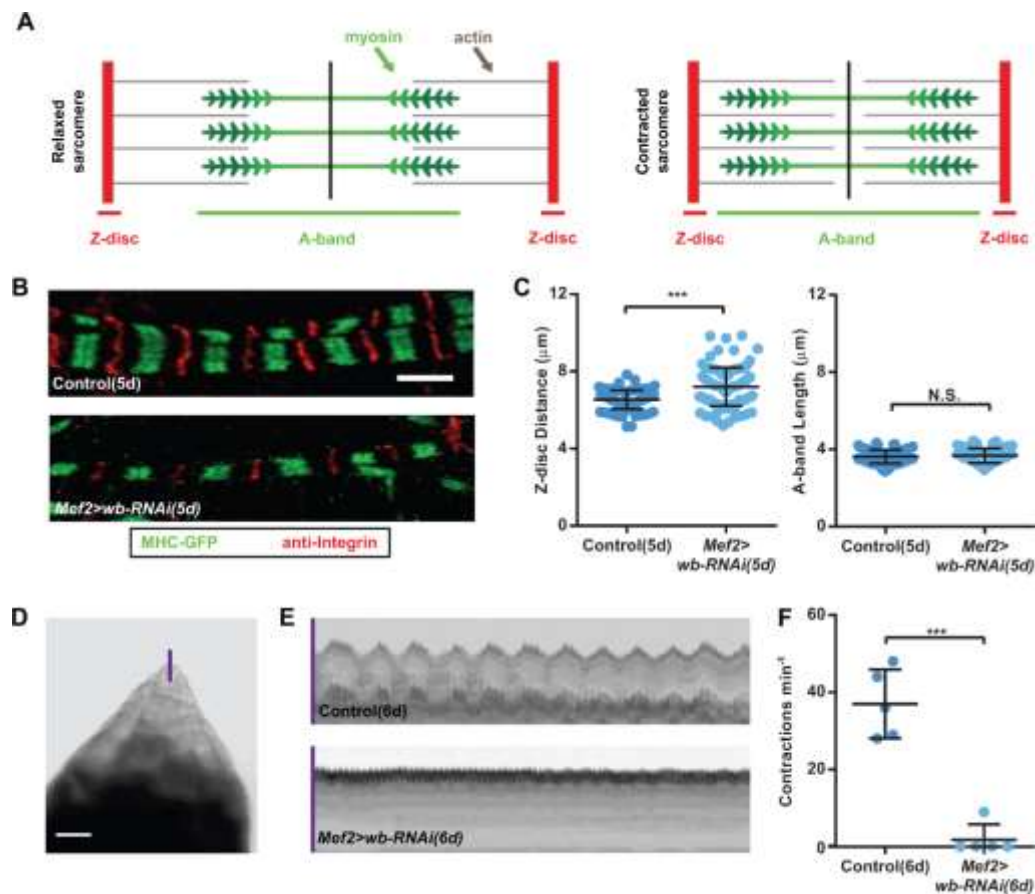 A
myosin
actin
Relaxed
sarcomere
Contracted
sarcomere
Z-disc
A-band
Z-disc
Z-disc
A-band
Z-disc
B
Control(5d)
Mef2>wb-RNAi(5d)
MHC-GFP anti-Integrin
C
Z-disc Distance (μm)
12
8
4
0
***
Control(5d)
Mef2>
wb-RNAi(5d)
A-band Length (μm)
12
8
4
0
N.S.
Control(5d)
Mef2>
wb-RNAi(5d)
D
E
Control(6d)
Mef2>wb-RNAi(6d)
F
Contractions min⁻¹
60
40
20
0
***
Control(6d)
Mef2>
wb-RNAi(6d)